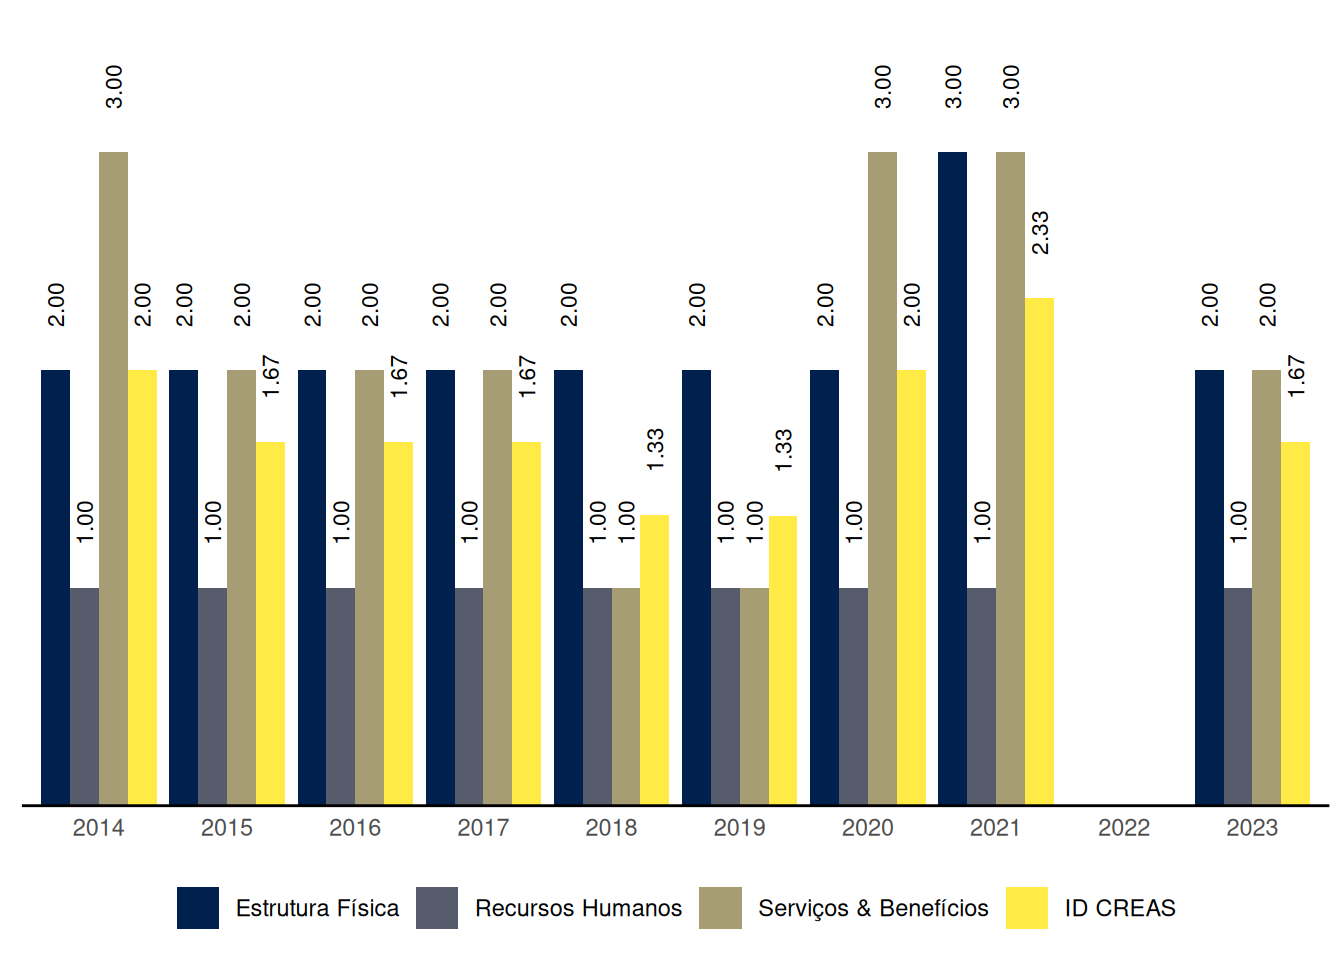 3.00 3.00 3.00 3.00
2.33
2.00 2.00 2.00 2.00 2.00 2.00 2.00 2.00 2.00 2.00 2.00 2.00 2.00 2.00
1.67 1.67 1.67 1.67
1.33 1.33
1.00 1.00 1.00 1.00 1.00 1.00 1.00 1.00 1.00 1.00 1.00
2014 2015 2016 2017 2018 2019 2020 2021 2022 2023
Estrutura Física Recursos Humanos Serviços & Benefícios ID CREAS